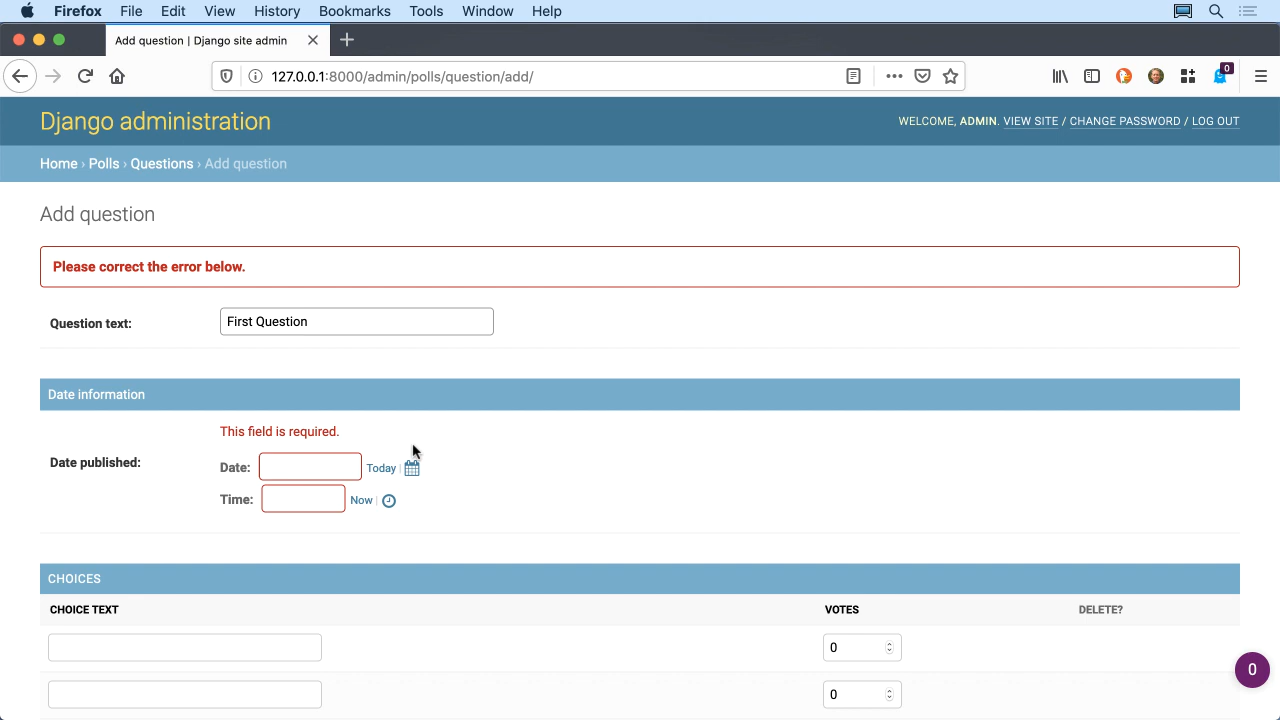 Firefox File Edit View History Bookmarks Tools Window Help
Add question | Django site admin
127.0.0.1:8000/admin/polls/question/add/
0
Django administration
WELCOME, ADMIN. VIEW SITE / CHANGE PASSWORD / LOG OUT
Home › Polls › Questions › Add question
Add question
Please correct the error below.
Question text: First Question
Date information
This field is required.
Date published:
Date: Today |
Time: Now |
CHOICES
CHOICE TEXT VOTES DELETE?
0
0
0